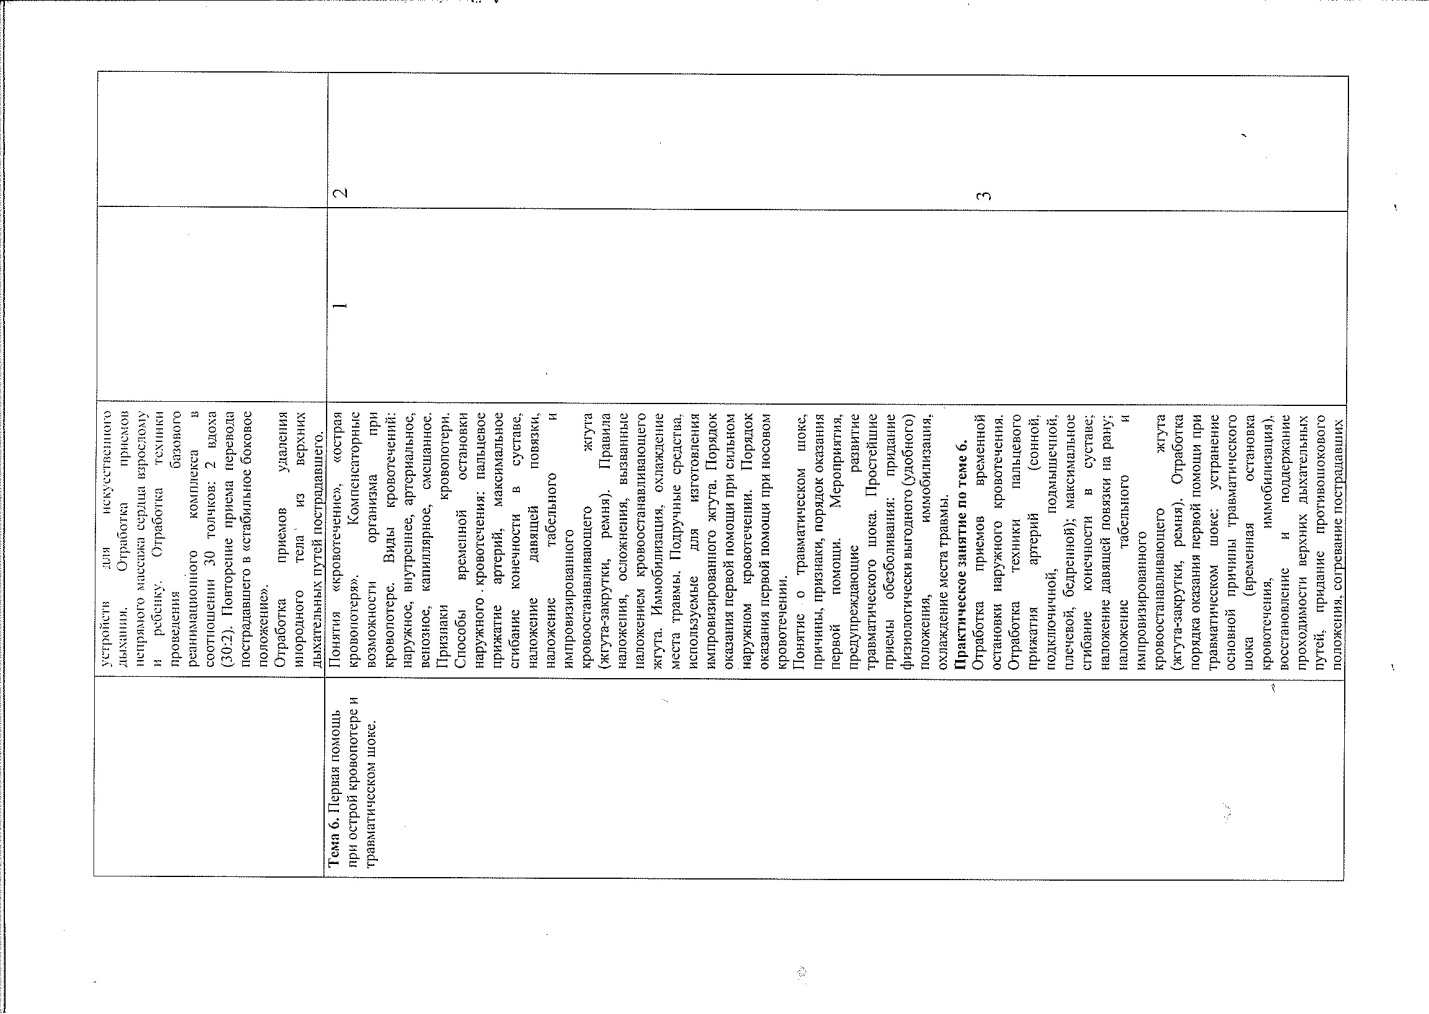 устройств для искусственного
дыхания. Отработка приемов
непрямого массажа сердца взрослому
и ребенку. Отработка техники
проведения базового
реанимационного комплекса в
соотношении 30 толчков: 2 вдоха
(30:2). Повторение приема перевода
пострадавшего в «стабильное боковое
положение».
Отработка приемов удаления
инородного тела из верхних
дыхательных путей пострадавшего.
Тема 6. Первая помощь
при острой кровопотере и
травматическом шоке.
Понятия «кровотечение», «острая
кровопотеря». Компенсаторные
возможности организма при
кровопотере. Виды кровотечений:
наружное, внутреннее, артериальное,
венозное, капиллярное, смешанное.
Признаки кровопотери.
Способы временной остановки
наружного кровотечения: пальцевое
прижатие артерий, максимальное
сгибание конечности в суставе,
наложение давящей повязки,
наложение табельного и
импровизированного
кровоостанавливающего жгута
(жгута-закрутки, ремня). Правила
наложения, осложнения, вызванные
наложением кровоостанавливающего
жгута. Иммобилизация, охлаждение
места травмы. Подручные средства,
используемые для изготовления
импровизированного жгута. Порядок
оказания первой помощи при сильном
наружном кровотечении. Порядок
оказания первой помощи при носовом
кровотечении.
Понятие о травматическом шоке,
причины, признаки, порядок оказания
первой помощи. Мероприятия,
предупреждающие развитие
травматического шока. Простейшие
приемы обезболивания: придание
физиологически выгодного (удобного)
положения, иммобилизация,
охлаждение места травмы.
Практическое занятие по теме 6.
Отработка приемов временной
остановки наружного кровотечения.
Отработка техники пальцевого
прижатия артерий (сонной,
подключичной, подмышечной,
плечевой, бедренной); максимальное
сгибание конечности в суставе;
наложение давящей повязки на рану;
наложение табельного и
импровизированного
кровоостанавливающего жгута
(жгута-закрутки, ремня). Отработка
порядка оказания первой помощи при
травматическом шоке: устранение
основной причины травматического
шока (временная остановка
кровотечения, иммобилизация),
восстановление и поддержание
проходимости верхних дыхательных
путей, придание противошокового
положения, согревание пострадавших
1
2
3